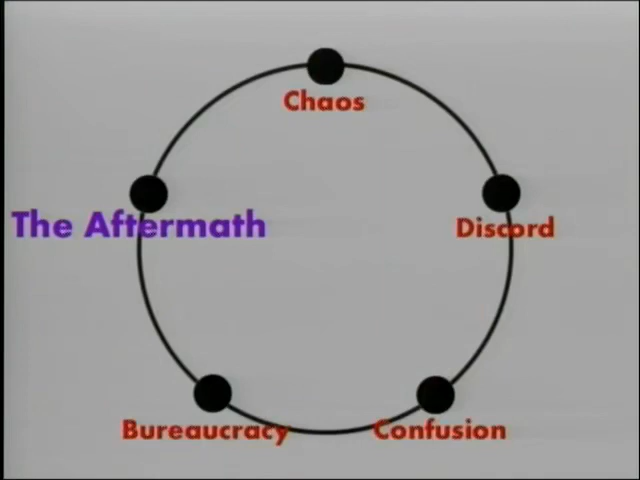 Chaos
The Aftermath
Discord
Bureaucracy
Confusion